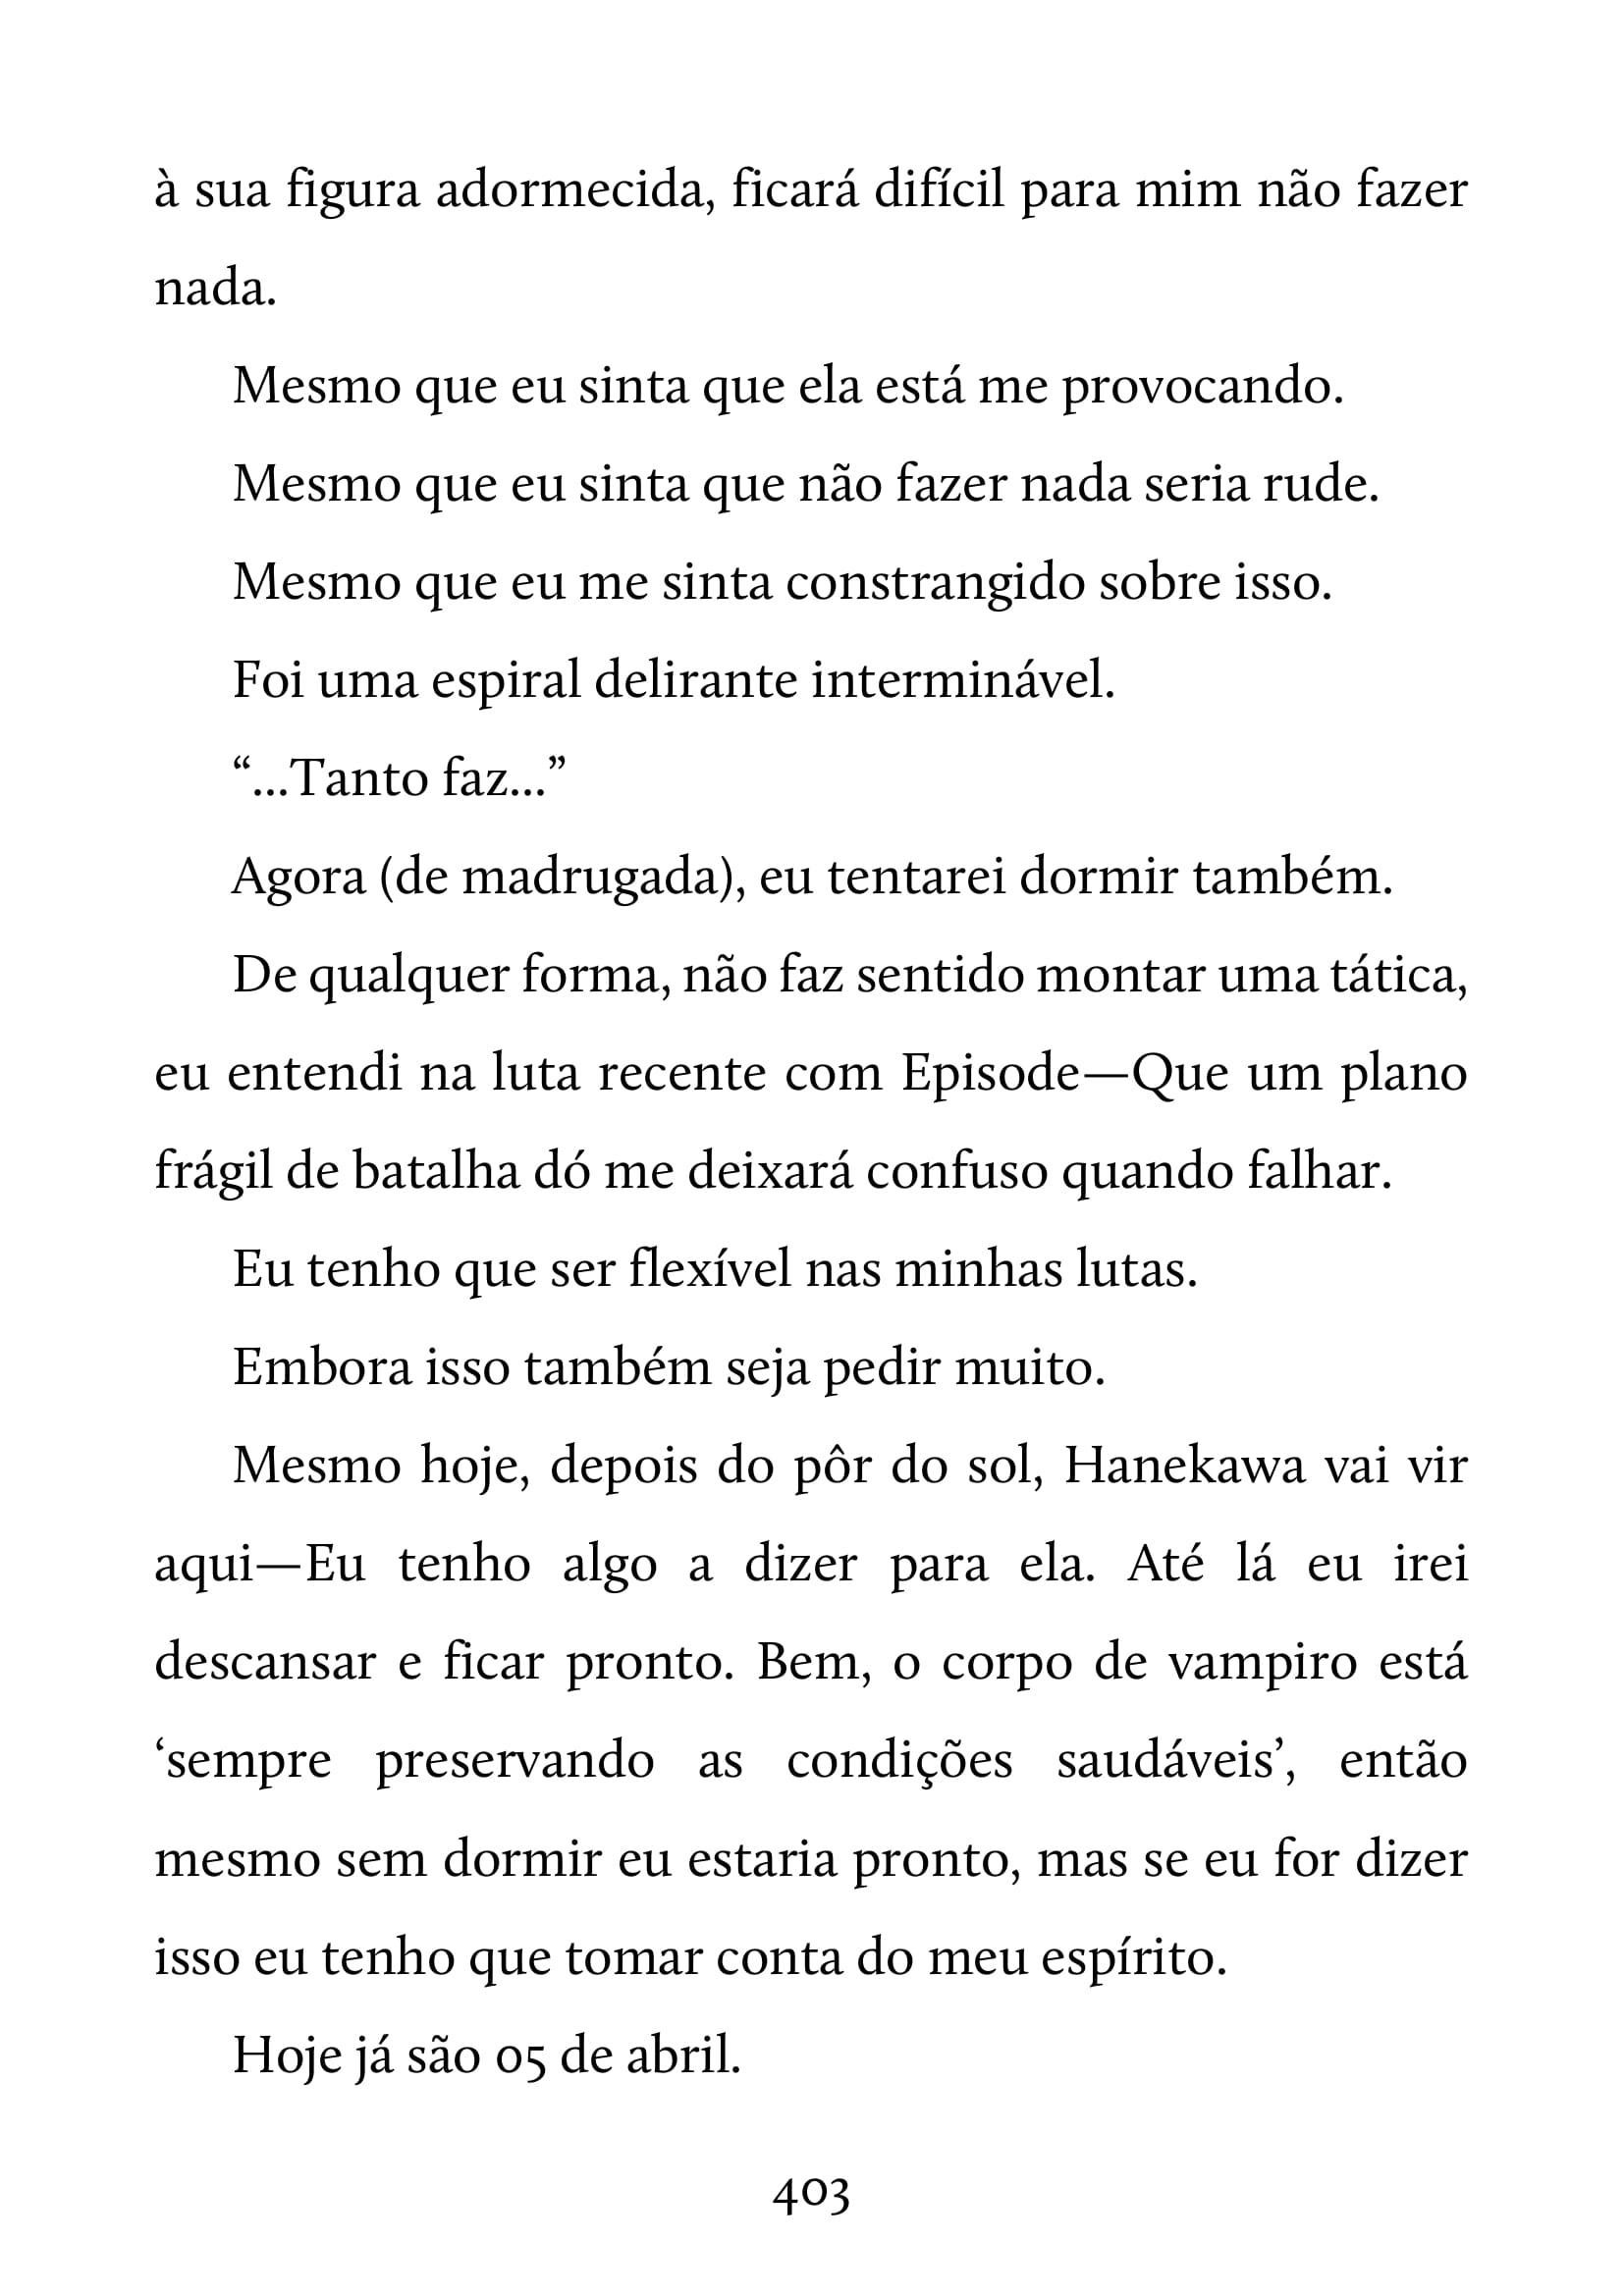 à sua figura adormecida, ficará difícil para mim não fazer
nada.
Mesmo que eu sinta que ela está me provocando.
Mesmo que eu sinta que não fazer nada seria rude.
Mesmo que eu me sinta constrangido sobre isso.
Foi uma espiral delirante interminável.
“...Tanto faz...”
Agora (de madrugada), eu tentarei dormir também.
De qualquer forma, não faz sentido montar uma tática,
eu entendi na luta recente com Episode—Que um plano
frágil de batalha dó me deixará confuso quando falhar.
Eu tenho que ser flexível nas minhas lutas.
Embora isso também seja pedir muito.
Mesmo hoje, depois do pôr do sol, Hanekawa vai vir
aqui—Eu tenho algo a dizer para ela. Até lá eu irei
descansar e ficar pronto. Bem, o corpo de vampiro está
‘sempre preservando as condições saudáveis’, então
mesmo sem dormir eu estaria pronto, mas se eu for dizer
isso eu tenho que tomar conta do meu espírito.
Hoje já são 05 de abril.
403